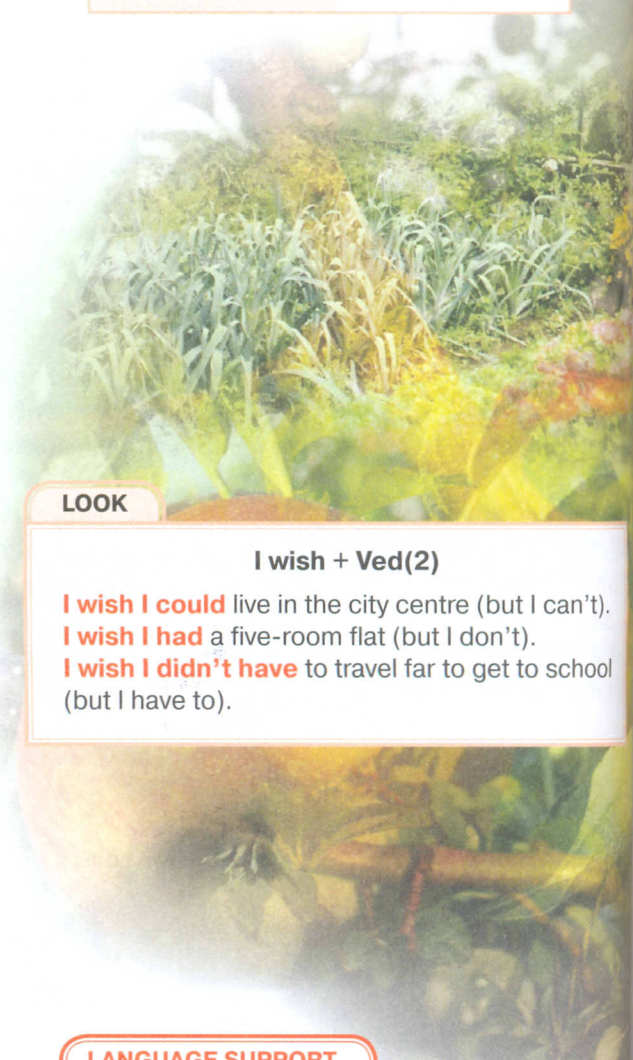 LOOK
I wish + Ved(2)
I wish I could live in the city centre (but I can't).
I wish I had a five-room flat (but I don't).
I wish I didn't have to travel far to get to school
(but I have to).
LANGUAGE SUPPORT